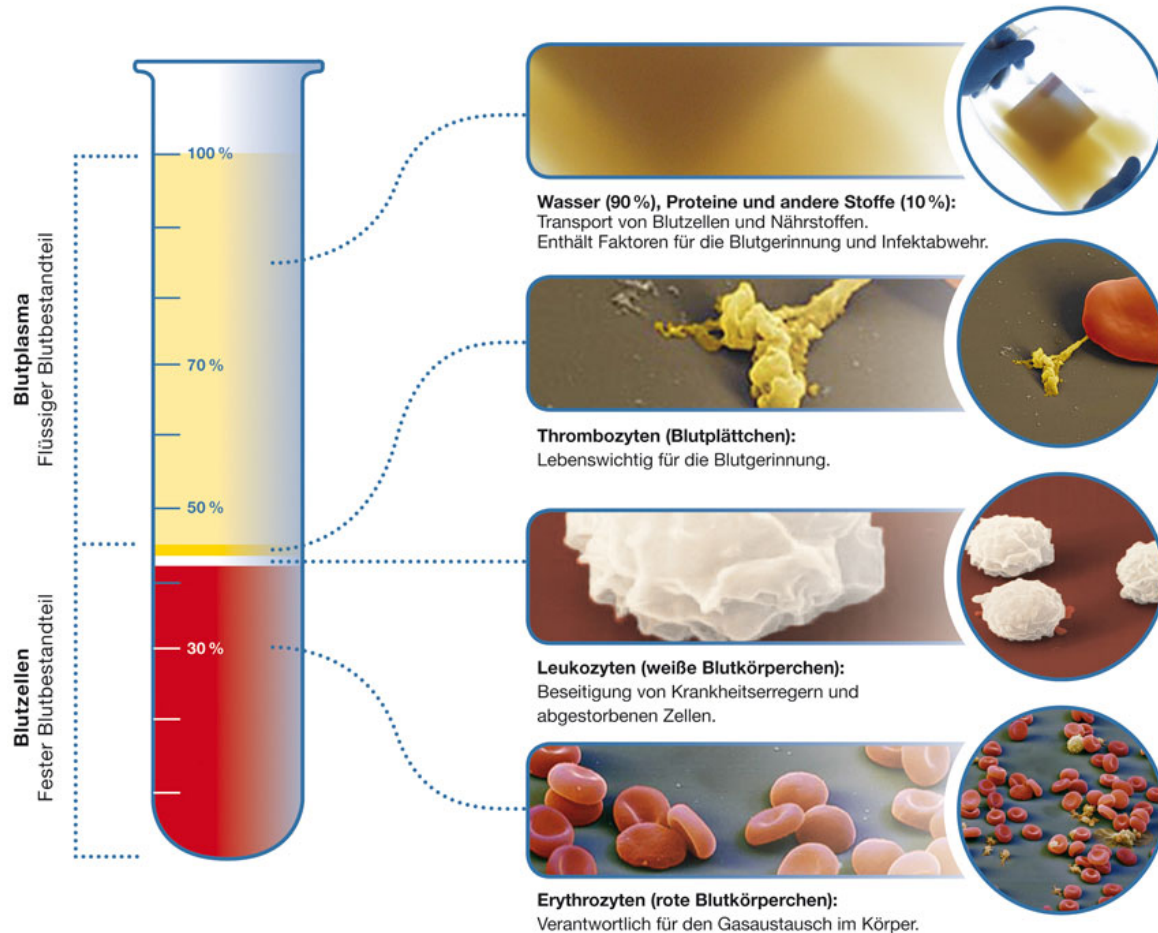 100 %
70 %
50 %
30 %
Blutplasma
Flüssiger Blutbestandteil
Blutzellen
Fester Blutbestandteil
Wasser (90 %), Proteine und andere Stoffe (10 %):
Transport von Blutzellen und Nährstoffen.
Enthält Faktoren für die Blutgerinnung und Infektabwehr.
Thrombozyten (Blutplättchen):
Lebenswichtig für die Blutgerinnung.
Leukozyten (weiße Blutkörperchen):
Beseitigung von Krankheitserregern und
abgestorbenen Zellen.
Erythrozyten (rote Blutkörperchen):
Verantwortlich für den Gasaustausch im Körper.